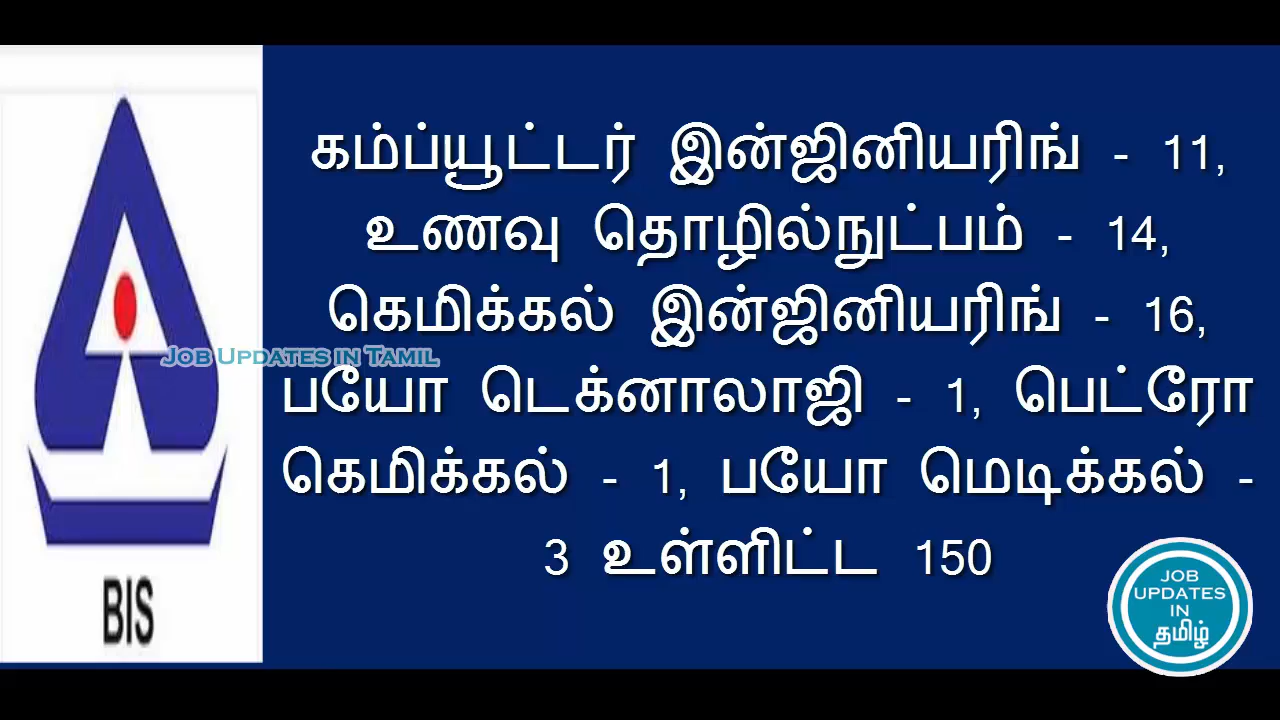 கம்ப்யூட்டர் இன்ஜினியரிங் - 11,
உணவு தொழில்நுட்பம் - 14,
கெமிக்கல் இன்ஜினியரிங் - 16,
JOB UPDATES IN TAMIL
பயோ டெக்னாலாஜி - 1, பெட்ரோ
கெமிக்கல் - 1, பயோ மெடிக்கல் -
3 உள்ளிட்ட 150
BIS
JOB
UPDATES
IN
தமிழ்